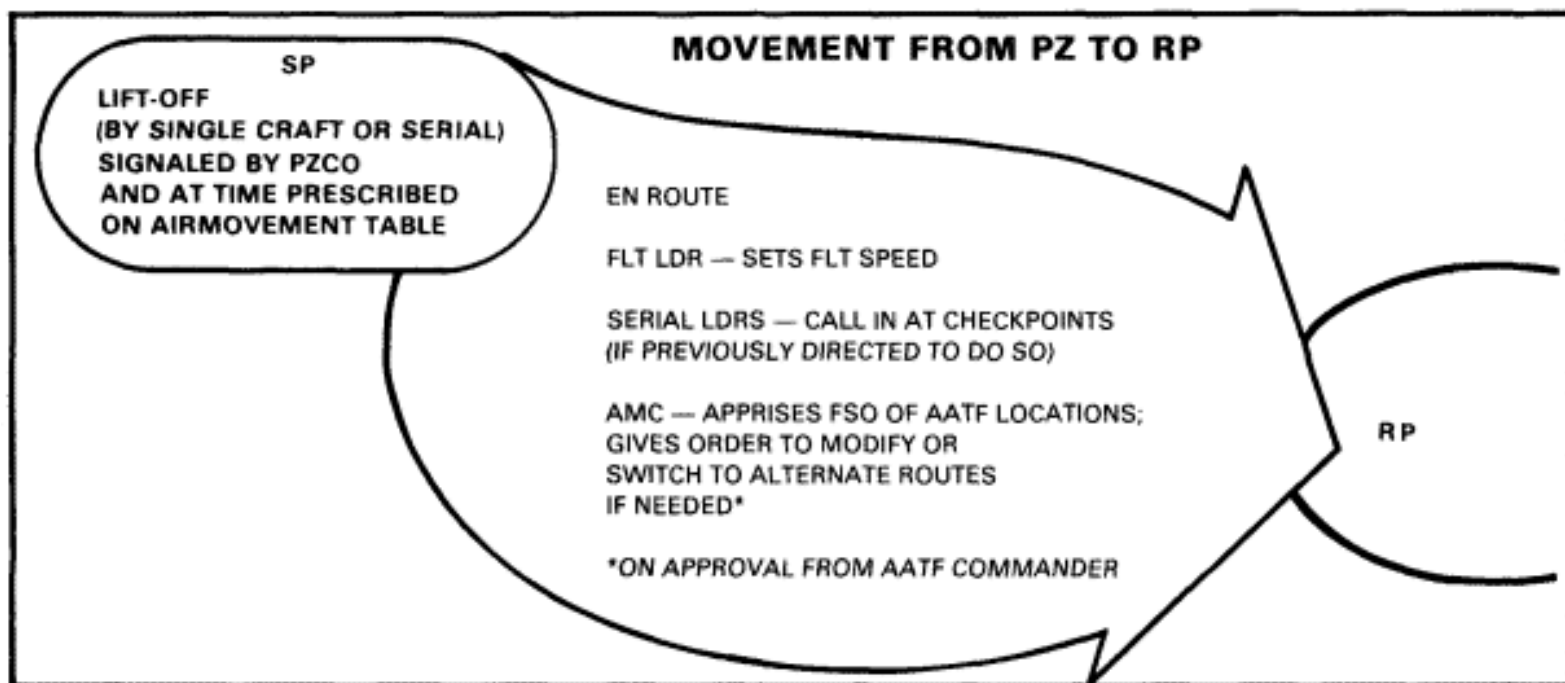 MOVEMENT FROM PZ TO RP
SP
LIFT-OFF
(BY SINGLE CRAFT OR SERIAL)
SIGNALED BY PZCO
AND AT TIME PRESCRIBED
ON AIRMOVEMENT TABLE
EN ROUTE
FLT LDR — SETS FLT SPEED
SERIAL LDRS — CALL IN AT CHECKPOINTS
(IF PREVIOUSLY DIRECTED TO DO SO)
AMC — APPRISES FSO OF AATF LOCATIONS;
GIVES ORDER TO MODIFY OR
SWITCH TO ALTERNATE ROUTES
IF NEEDED*
*ON APPROVAL FROM AATF COMMANDER
RP